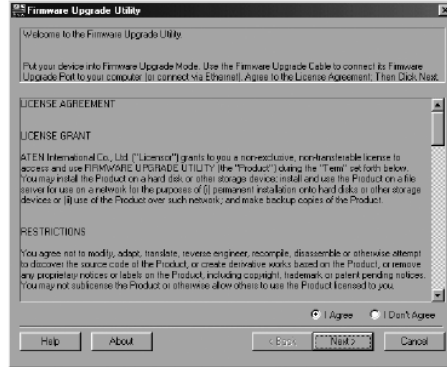 Firmware Upgrade Utility
Welcome to the Firmware Upgrade Utility
Put your device into Firmware Upgrade Mode. Use the Firmware Upgrade Cable to connect its Firmware
Upgrade Port to your computer (or connect via Ethernet). Agree to the License Agreement; Then Click Next.
LICENSE AGREEMENT
LICENSE GRANT
ATEN International Co., Ltd. ("Licensor") grants to you a non-exclusive, non-transferable license to
access and use FIRMWARE UPGRADE UTILITY (the "Product") during the "Term" set forth below.
You may install the Product on a hard disk or other storage device; install and use the Product on a file
server for use on a network for the purposes of (i) permanent installation onto hard disks or other storage
devices or (ii) use of the Product over such network; and make backup copies of the Product.
RESTRICTIONS
You agree not to modify, adapt, translate, reverse engineer, recompile, disassemble or otherwise attempt
to discover the source code of the Product, or create derivative works based on the Product, or remove
any proprietary notices or labels on the Product, including copyright, trademark or patent pending notices.
You may not sublicense the Product or otherwise allow others to use the Product licensed to you.
I Agree I Don't Agree
Help About < Back Next > Cancel